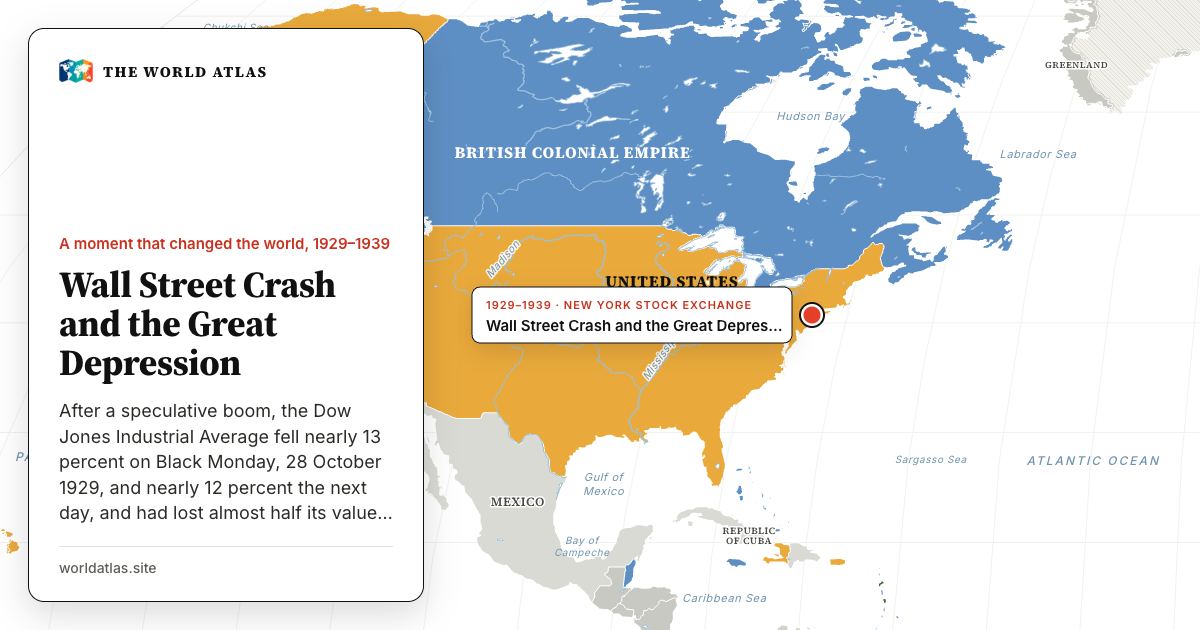 Chukchi Sea
THE WORLD ATLAS
A moment that changed the world, 1929–1939
Wall Street Crash
and the Great
Depression
After a speculative boom, the Dow
Jones Industrial Average fell nearly 13
percent on Black Monday, 28 October
1929, and nearly 12 percent the next
day, and had lost almost half its value...
worldatlas.site
GREENLAND
Hudson Bay
BRITISH COLONIAL EMPIRE
Labrador Sea
Madison
UNITED STATES
1929–1939 · NEW YORK STOCK EXCHANGE
Wall Street Crash and the Great Depres...
Mississi
Sargasso Sea
ATLANTIC OCEAN
PA
Gulf of
Mexico
MEXICO
REPUBLIC
OF CUBA
Bay of
Campeche
Caribbean Sea